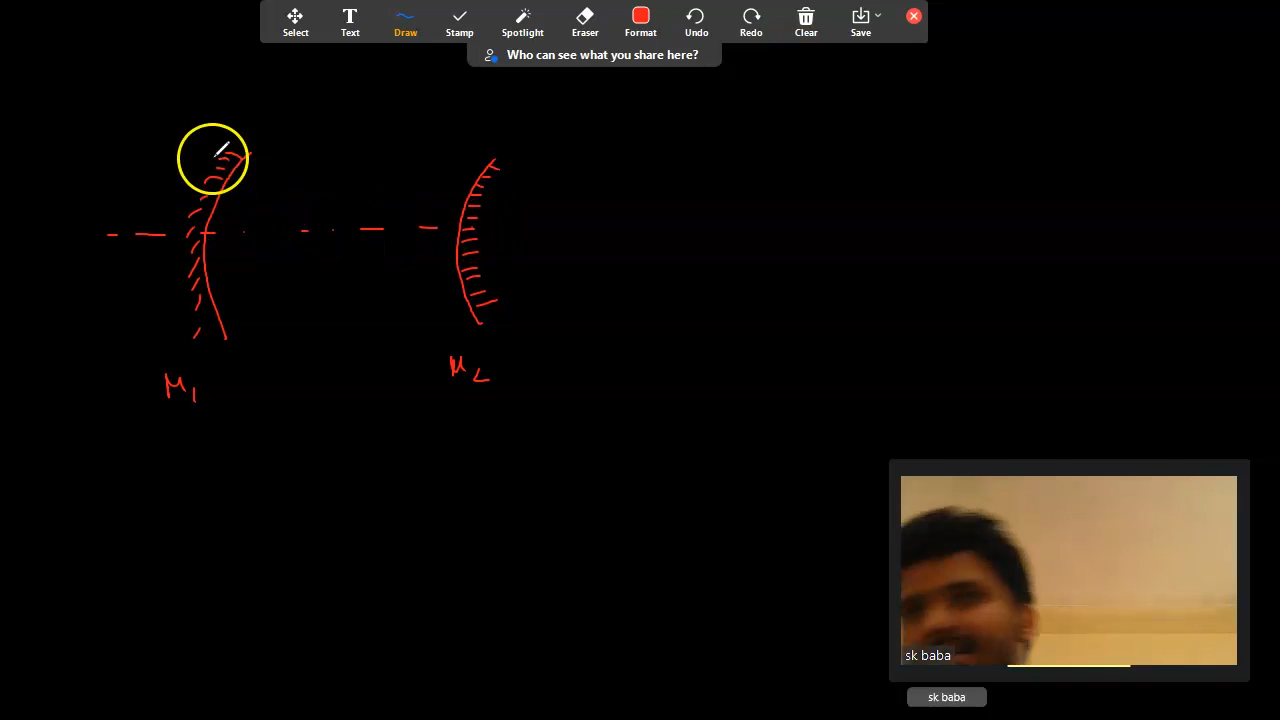 Select Text Draw Stamp Spotlight Eraser Format Undo Redo Clear Save
Who can see what you share here?
M1
M2
sk baba
sk baba